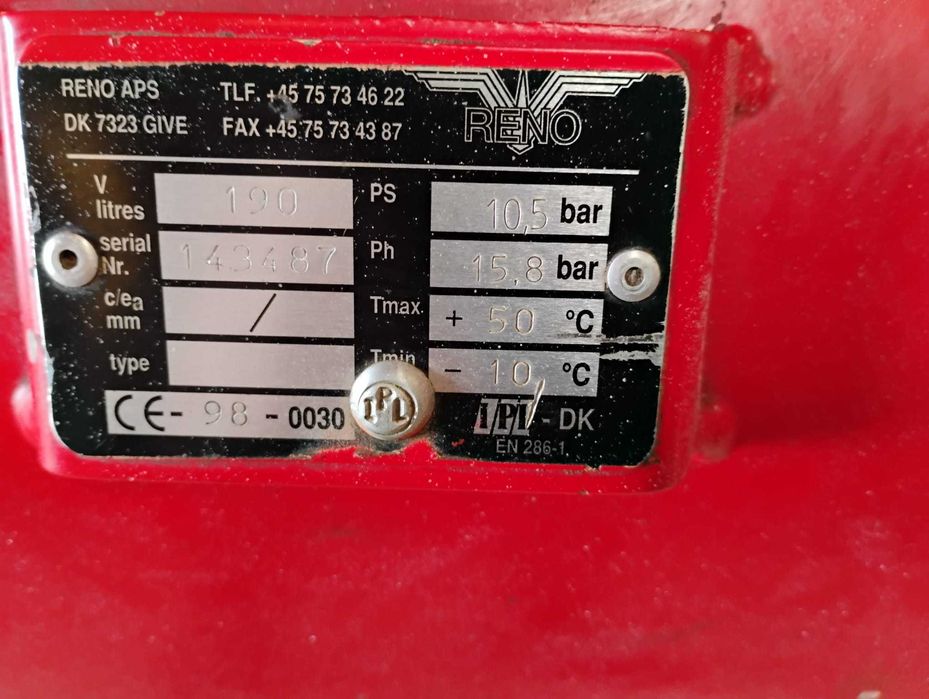 RENO APS TLF. +45 75 73 46 22
DK 7323 GIVE FAX +45 75 73 43 87
RENO
V litres 190 PS 10,5 bar
serial Nr. 143487 Ph 15,8 bar
c/ea mm / Tmax + 50 °C
type Tmin - 10 °C
CE - 98 - 0030 IPL IPL - DK
EN 286-1